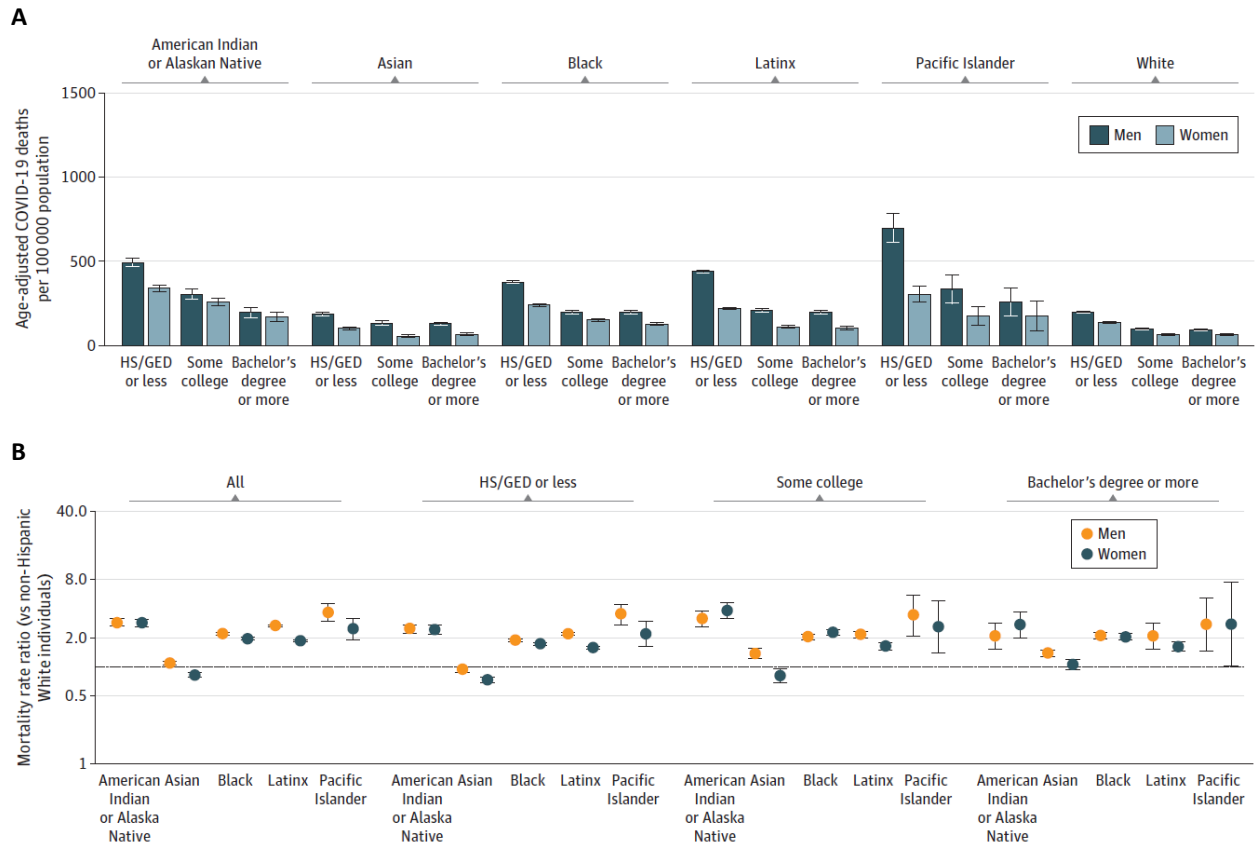 A
American Indian
or Alaskan Native
Asian
Black
Latinx
Pacific Islander
White
Age-adjusted COVID-19 deaths
per 100 000 population
1500
1000
500
0
Men
Women
HS/GED
or less
Some
college
Bachelor's
degree
or more
HS/GED
or less
Some
college
Bachelor's
degree
or more
HS/GED
or less
Some
college
Bachelor's
degree
or more
HS/GED
or less
Some
college
Bachelor's
degree
or more
HS/GED
or less
Some
college
Bachelor's
degree
or more
HS/GED
or less
Some
college
Bachelor's
degree
or more
B
All
HS/GED or less
Some college
Bachelor's degree or more
Mortality rate ratio (vs non-Hispanic
White individuals)
40.0
8.0
2.0
0.5
1
Men
Women
American
Indian
or Alaska
Native
Asian
Black
Latinx
Pacific
Islander
American
Indian
or Alaska
Native
Asian
Black
Latinx
Pacific
Islander
American
Indian
or Alaska
Native
Asian
Black
Latinx
Pacific
Islander
American
Indian
or Alaska
Native
Asian
Black
Latinx
Pacific
Islander